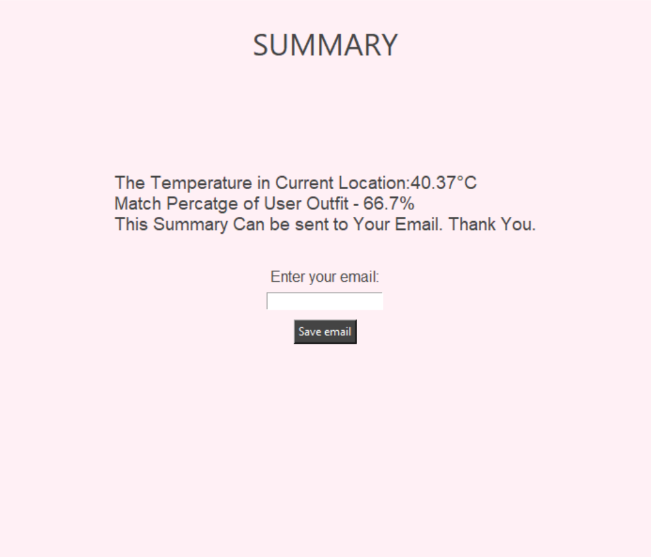 SUMMARY
The Temperature in Current Location:40.37°C
Match Percatge of User Outfit - 66.7%
This Summary Can be sent to Your Email. Thank You.
Enter your email:
Save email